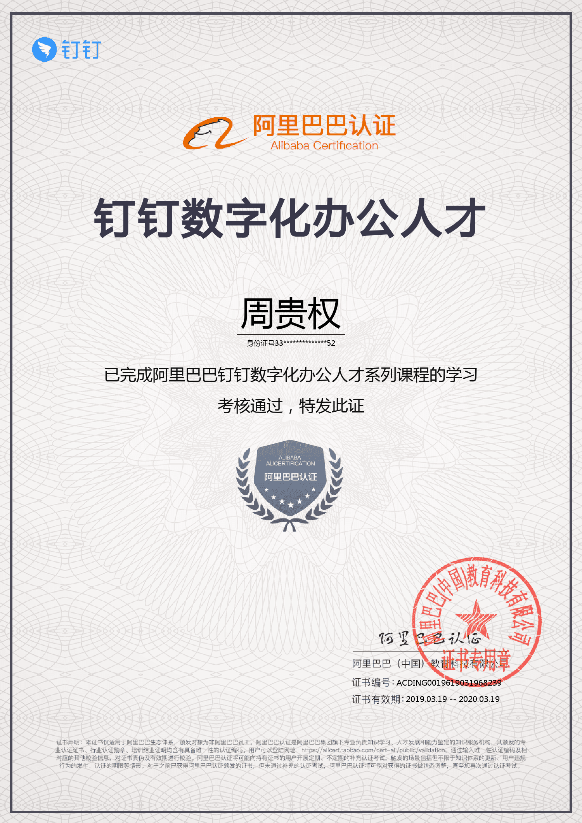 钉钉
阿里巴巴认证
Alibaba Certification
钉钉数字化办公人才
周贵权
身份证号33**************52
已完成阿里巴巴钉钉数字化办公人才系列课程的学习
考核通过，特发此证
ALIBABA
ALICERTIFICATION
阿里巴巴认证
阿里巴巴(中国)教育科技有限公司
证书专用章
阿里巴巴认证
阿里巴巴（中国）教育科技有限公司
证书编号: ACDING0019619031968239
证书有效期: 2019.03.19 -- 2020.03.19